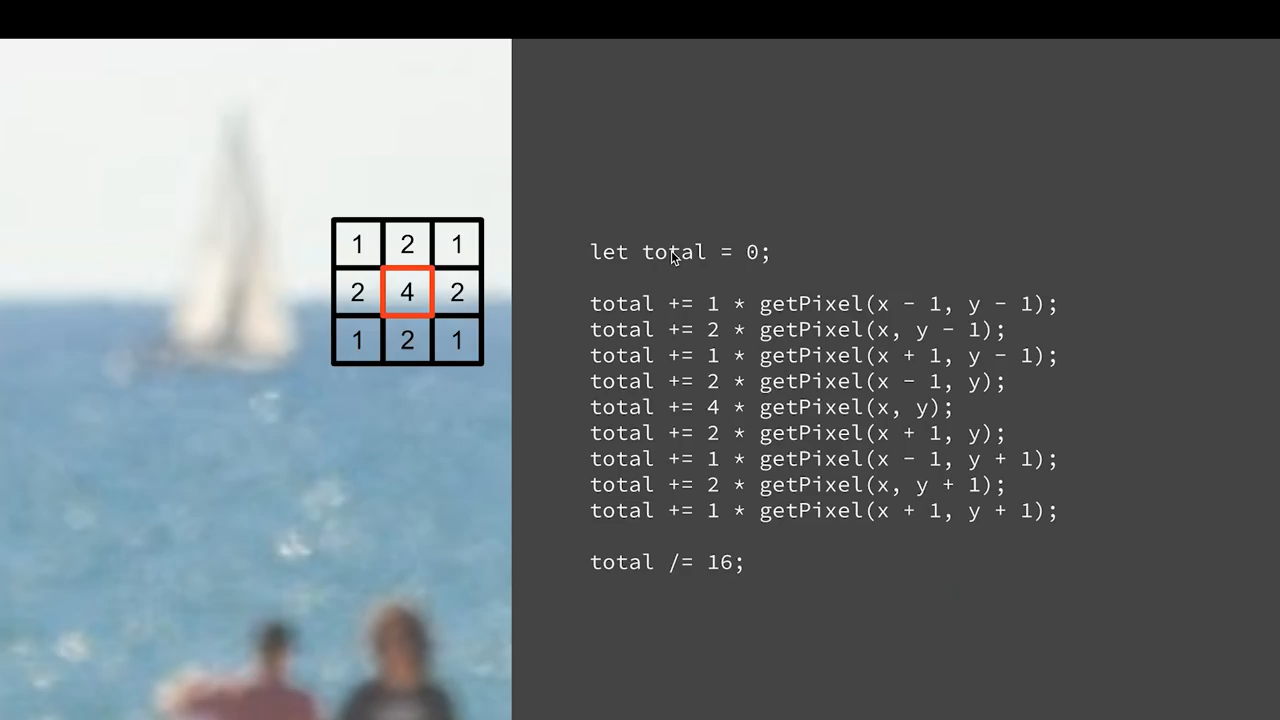 1 2 1
2 4 2
1 2 1
let total = 0;
total += 1 * getPixel(x - 1, y - 1);
total += 2 * getPixel(x, y - 1);
total += 1 * getPixel(x + 1, y - 1);
total += 2 * getPixel(x - 1, y);
total += 4 * getPixel(x, y);
total += 2 * getPixel(x + 1, y);
total += 1 * getPixel(x - 1, y + 1);
total += 2 * getPixel(x, y + 1);
total += 1 * getPixel(x + 1, y + 1);
total /= 16;